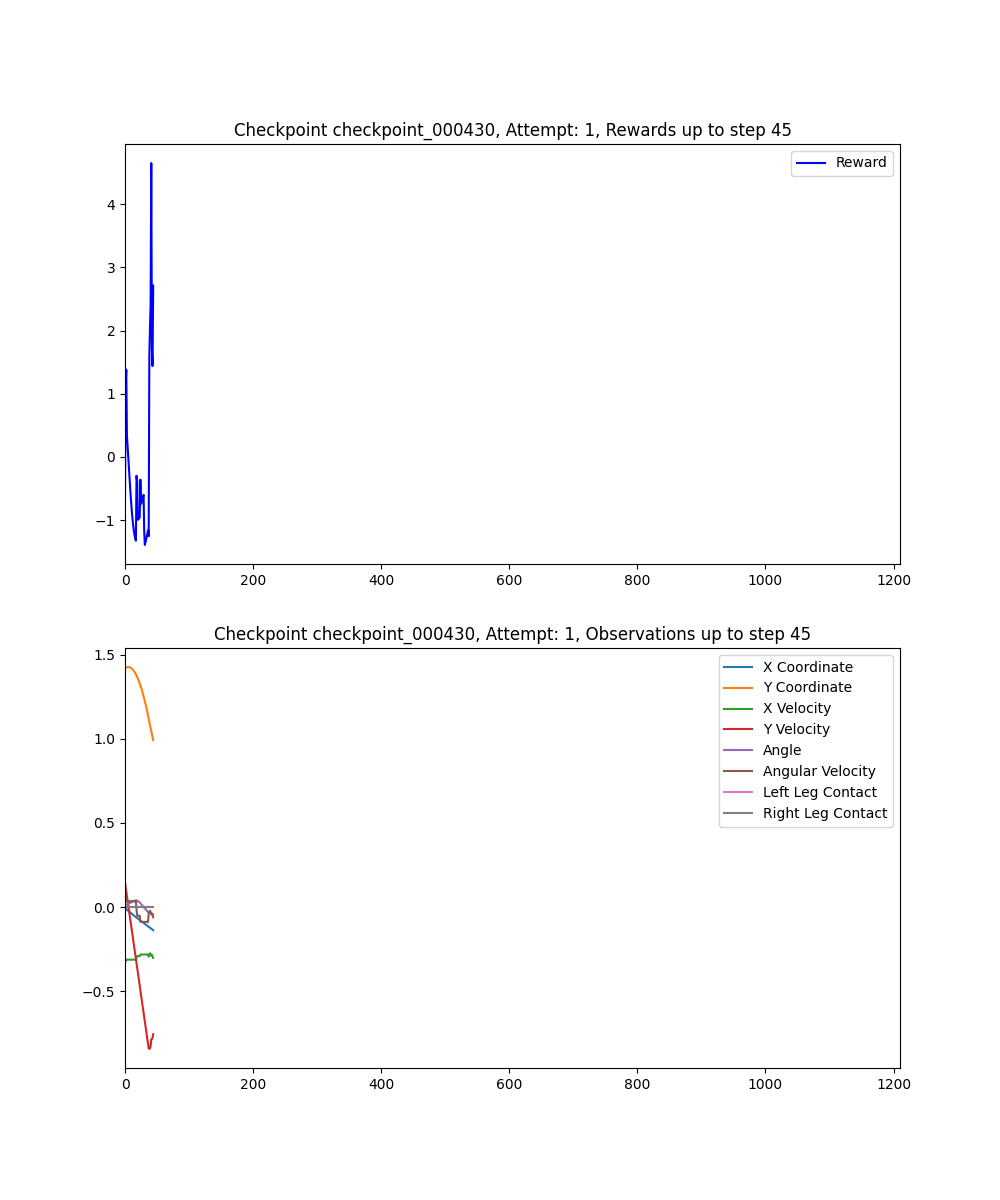 Checkpoint checkpoint_000430, Attempt: 1, Rewards up to step 45
Reward
4
3
2
1
0
−1
0 200 400 600 800 1000 1200
Checkpoint checkpoint_000430, Attempt: 1, Observations up to step 45
1.5
1.0
0.5
0.0
−0.5
X Coordinate
Y Coordinate
X Velocity
Y Velocity
Angle
Angular Velocity
Left Leg Contact
Right Leg Contact
0 200 400 600 800 1000 1200